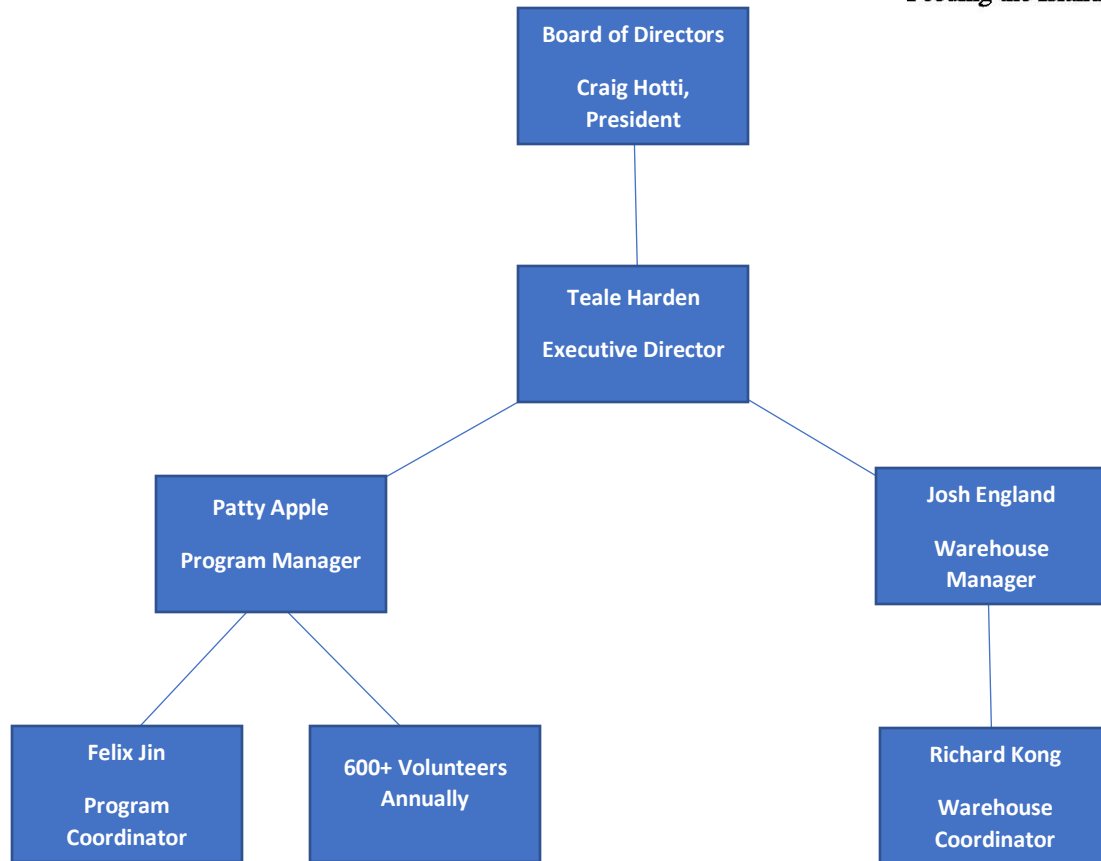 Board of Directors
Craig Hotti,
President
Teale Harden
Executive Director
Patty Apple
Program Manager
Josh England
Warehouse
Manager
Felix Jin
Program
Coordinator
600+ Volunteers
Annually
Richard Kong
Warehouse
Coordinator